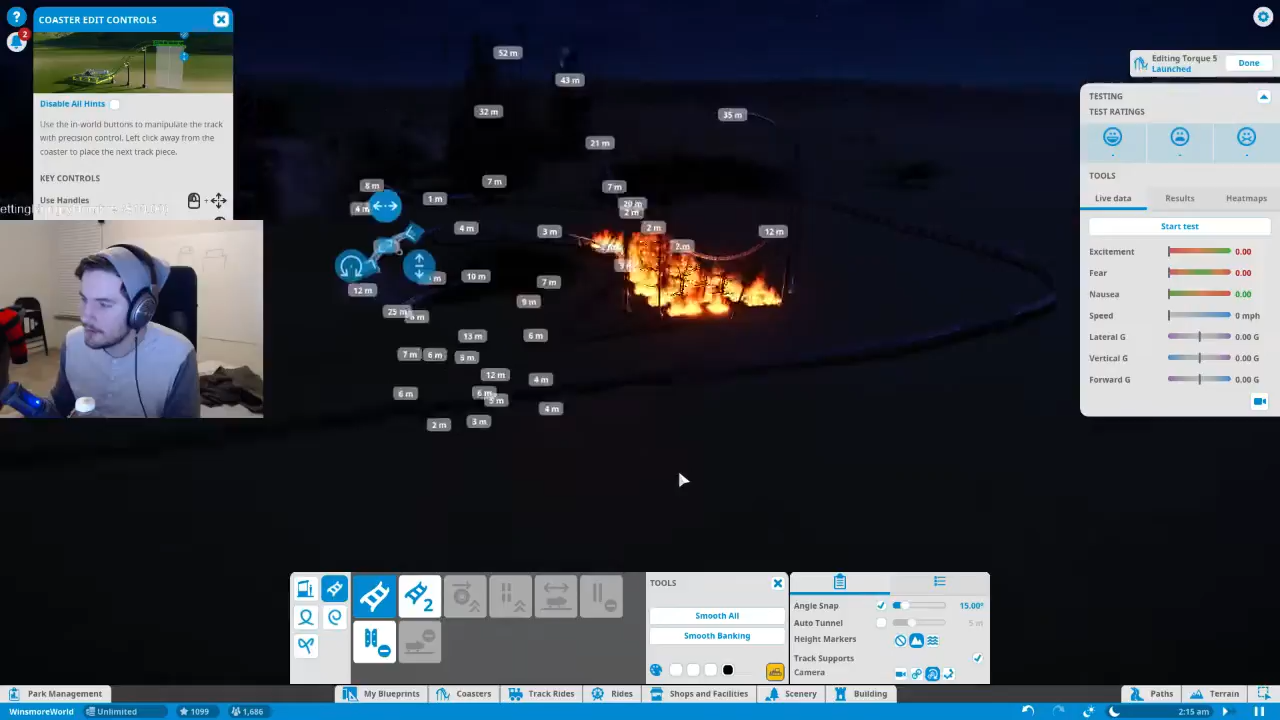 COASTER EDIT CONTROLS
2
Disable All Hints
Use the in-world buttons to manipulate the track
with precision control. Left click away from the
coaster to place the next track piece.
KEY CONTROLS
Use Handles
52 m
43 m
32 m
35 m
21 m
7 m
8 m
7 m
1 m
4 m
20 m
2 m
4 m
2 m
3 m
12 m
2 m
10 m
7 m
12 m
9 m
25 m
13 m
6 m
7 m
6 m
12 m
4 m
6 m
4 m
2 m
3 m
Editing Torque 5
Launched
Done
TESTING
TEST RATINGS
-
-
-
TOOLS
Live data
Results
Heatmaps
Start test
Excitement 0.00
Fear 0.00
Nausea 0.00
Speed 0 mph
Lateral G 0.00 G
Vertical G 0.00 G
Forward G 0.00 G
2
TOOLS
Smooth All
Smooth Banking
Angle Snap 15.00°
Auto Tunnel 5 m
Height Markers
Track Supports
Camera
Park Management
My Blueprints
Coasters
Track Rides
Rides
Shops and Facilities
Scenery
Building
Paths
Terrain
WinsmoreWorld
Unlimited
1099
1,686
2:15 am